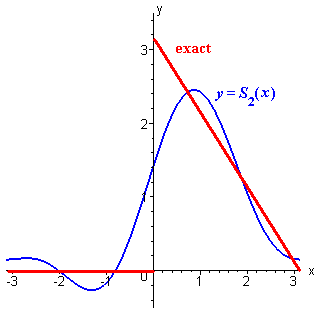 y
3
exact
y = S₂(x)
2
1
0
-3 -2 -1 1 2 3 x